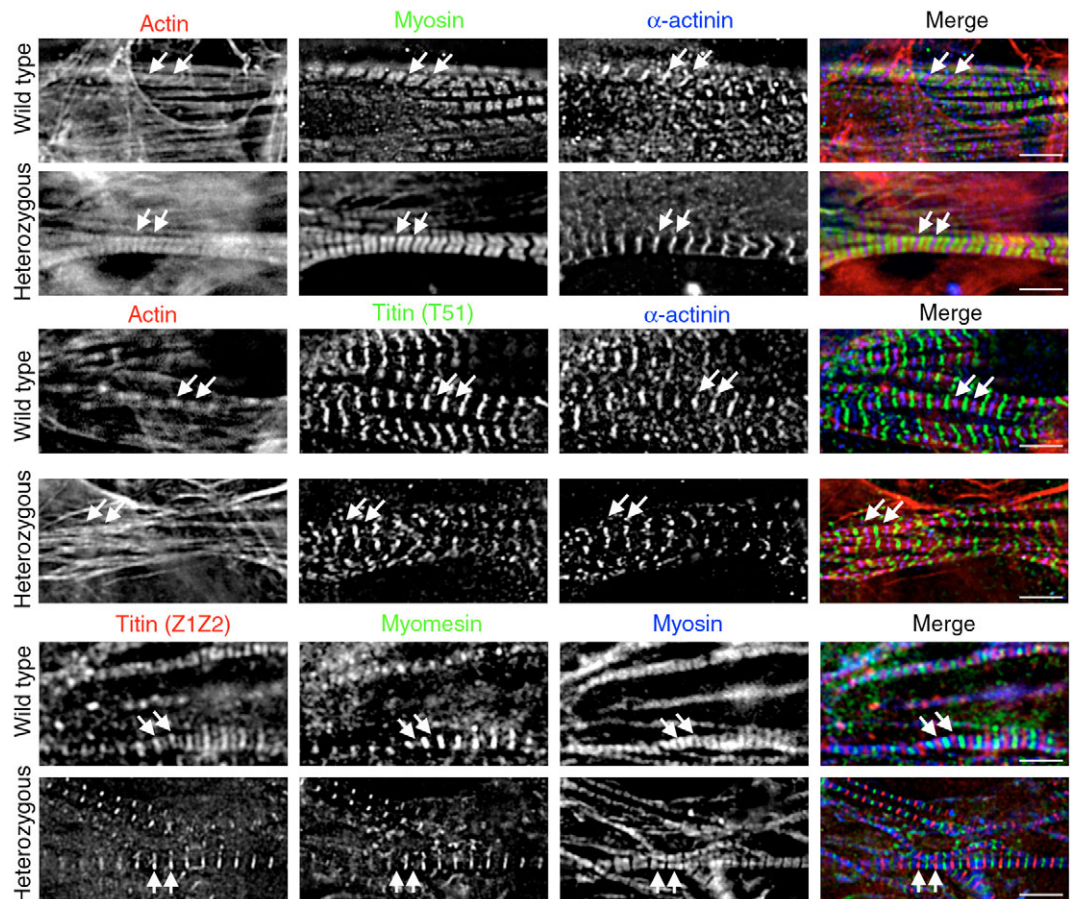 Actin Myosin α-actinin Merge
Wild type
Heterozygous
Actin Titin (T51) α-actinin Merge
Wild type
Heterozygous
Titin (Z1Z2) Myomesin Myosin Merge
Wild type
Heterozygous